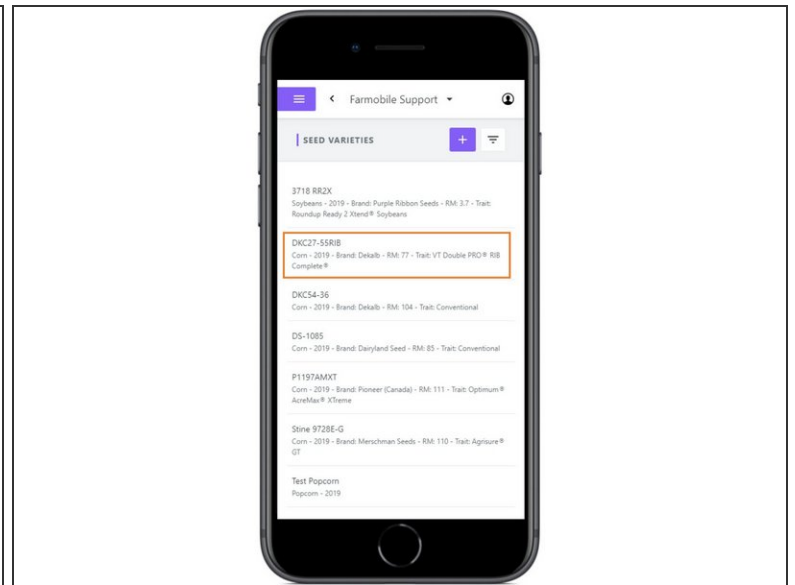 Farmobile Support
SEED VARIETIES
3718 RR2X
Soybeans - 2019 - Brand: Purple Ribbon Seeds - RM: 3.7 - Trait:
Roundup Ready 2 Xtend® Soybeans
DKC27-55RIB
Corn - 2019 - Brand: Dekalb - RM: 77 - Trait: VT Double PRO® RIB
Complete®
DKC54-36
Corn - 2019 - Brand: Dekalb - RM: 104 - Trait: Conventional
DS-1085
Corn - 2019 - Brand: Dairyland Seed - RM: 85 - Trait: Conventional
P1197AMXT
Corn - 2019 - Brand: Pioneer (Canada) - RM: 111 - Trait: Optimum®
AcreMax® XTreme
Stine 9728E-G
Corn - 2019 - Brand: Merschman Seeds - RM: 110 - Trait: Agrisure®
GT
Test Popcorn
Popcorn - 2019